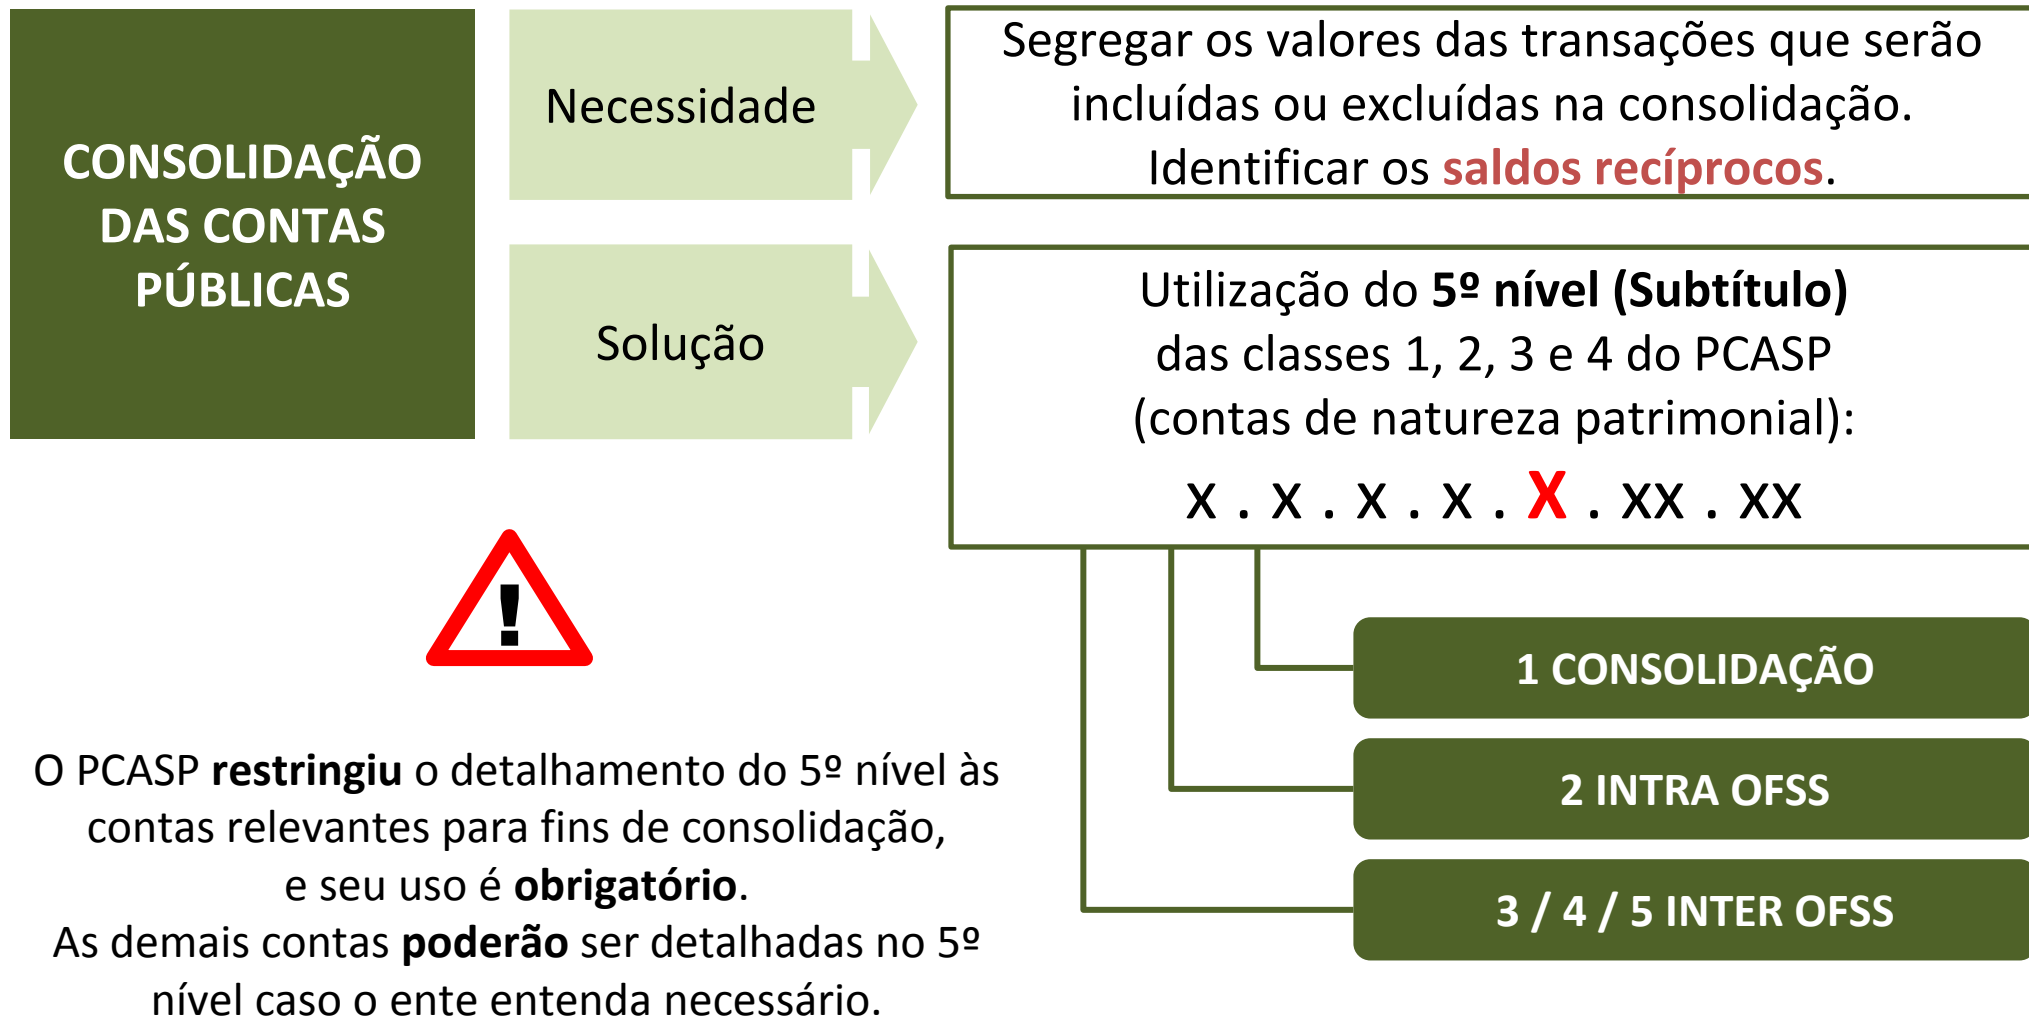 CONSOLIDAÇÃO
DAS CONTAS
PÚBLICAS
Necessidade
Segregar os valores das transações que serão
incluídas ou excluídas na consolidação.
Identificar os saldos recíprocos.
Solução
Utilização do 5º nível (Subtítulo)
das classes 1, 2, 3 e 4 do PCASP
(contas de natureza patrimonial):
x . x . x . x . X . xx . xx
1 CONSOLIDAÇÃO
2 INTRA OFSS
3 / 4 / 5 INTER OFSS
!
O PCASP restringiu o detalhamento do 5º nível às
contas relevantes para fins de consolidação,
e seu uso é obrigatório.
As demais contas poderão ser detalhadas no 5º
nível caso o ente entenda necessário.